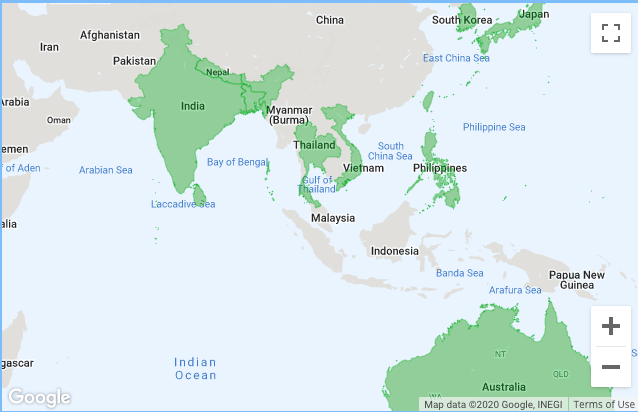 China
South Korea
Japan
Afghanistan
Iran
Pakistan
East China Sea
Nepal
India
Myanmar
(Burma)
Arabia
Oman
Philippine Sea
emen
Thailand
South
China Sea
f of Aden
Arabian Sea
Bay of Bengal
Vietnam
Philippines
Gulf of
Thailand
Laccadive Sea
Malaysia
alia
Indonesia
Banda Sea
Papua New
Guinea
Arafura Sea
NT
Indian
Ocean
gascar
QLD
Australia
WA
Google
Map data ©2020 Google, INEGI
Terms of Use